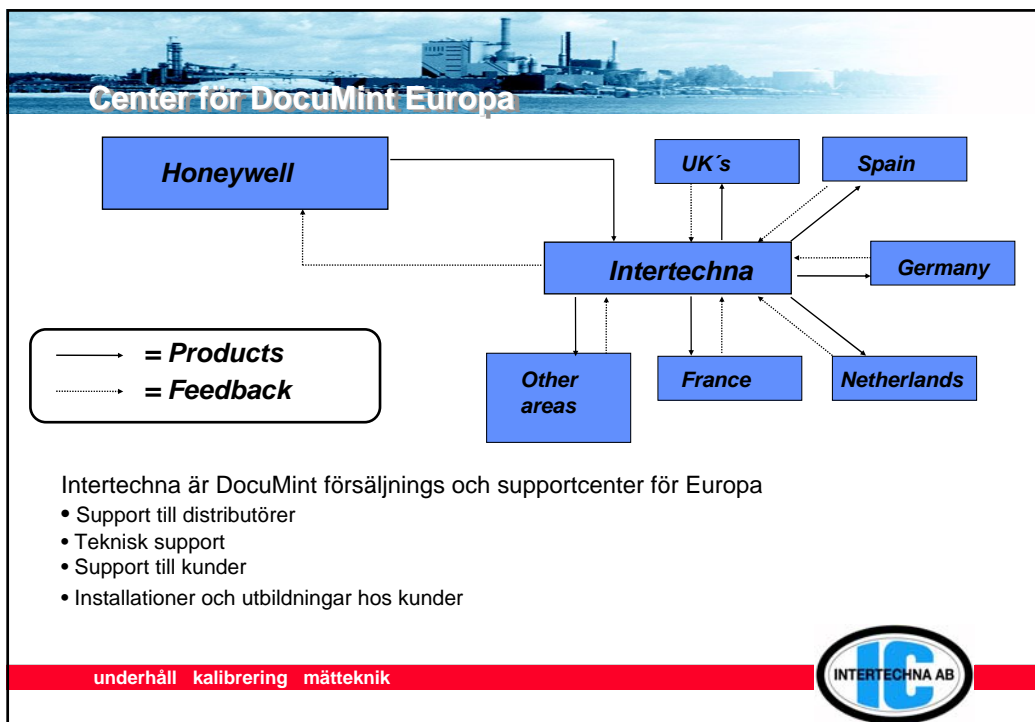 Center för DocuMint Europa
Honeywell
UK´s
Spain
Intertechna
Germany
= Products
= Feedback
Other
areas
France
Netherlands
Intertechna är DocuMint försäljnings och supportcenter för Europa
• Support till distributörer
• Teknisk support
• Support till kunder
• Installationer och utbildningar hos kunder
underhåll kalibrering mätteknik
IC
INTERTECHNA AB